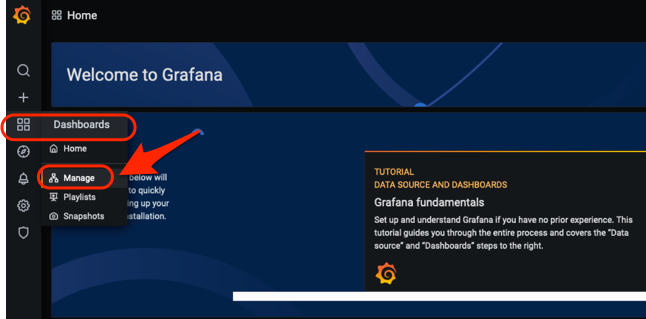 Home
Welcome to Grafana
Dashboards
Home
Manage
Playlists
Snapshots
below will
to quickly
ing up your
stallation.
TUTORIAL
DATA SOURCE AND DASHBOARDS
Grafana fundamentals
Set up and understand Grafana if you have no prior experience. This
tutorial guides you through the entire process and covers the “Data
source” and “Dashboards” steps to the right.